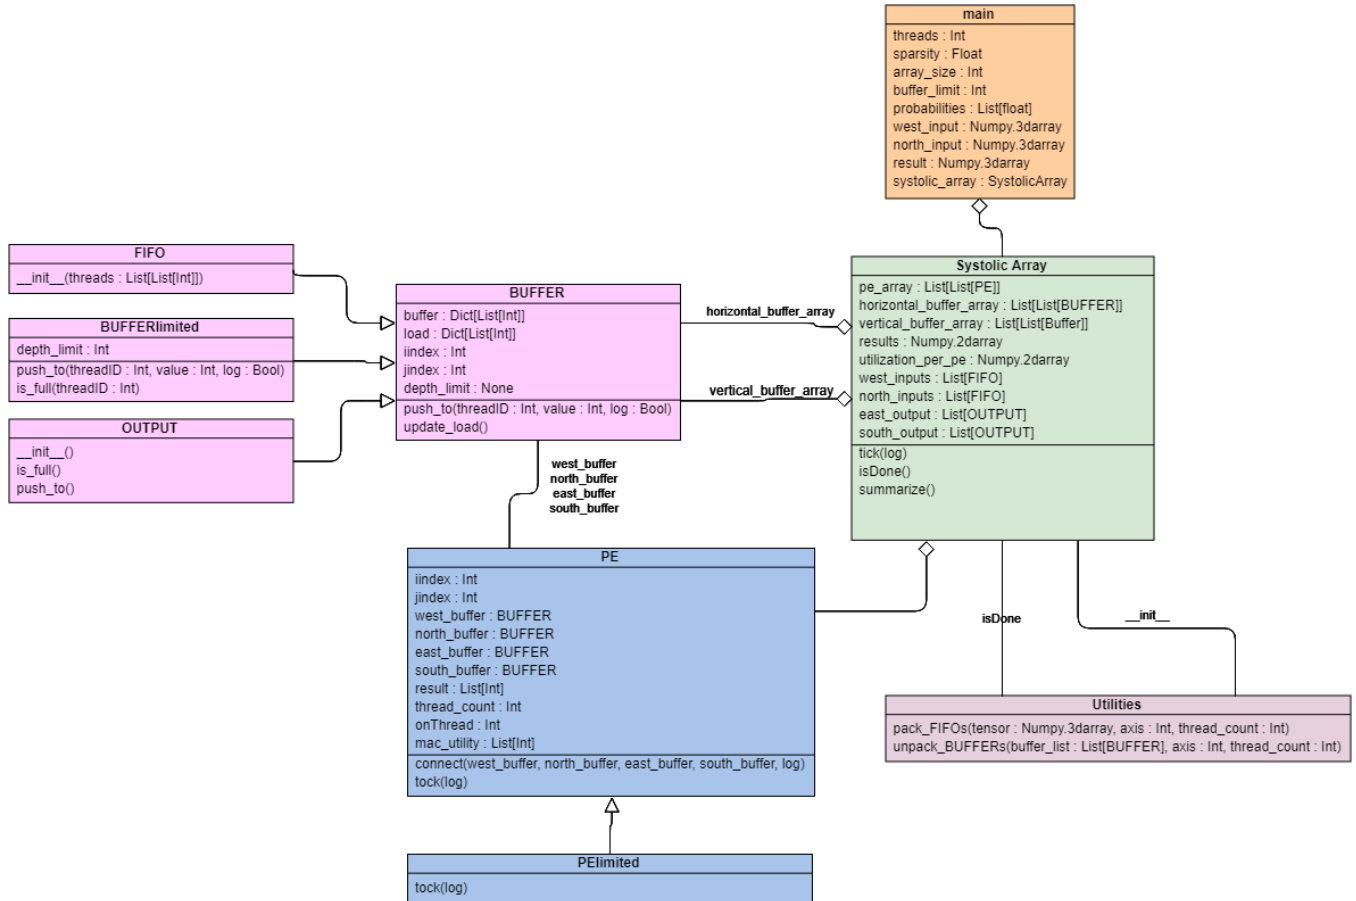 main
threads : Int
sparsity : Float
array_size : Int
buffer_limit : Int
probabilities : List[float]
west_input : Numpy.3darray
north_input : Numpy.3darray
result : Numpy.3darray
systolic_array : SystolicArray
FIFO
__init__(threads : List[List[Int]])
BUFFERlimited
depth_limit : Int
push_to(threadID : Int, value : Int, log : Bool)
is_full(threadID : Int)
OUTPUT
__init__()
is_full()
push_to()
BUFFER
buffer : Dict[List[Int]]
load : Dict[List[Int]]
iindex : Int
jindex : Int
depth_limit : None
push_to(threadID : Int, value : Int, log : Bool)
update_load()
horizontal_buffer_array
vertical_buffer_array
Systolic Array
pe_array : List[List[PE]]
horizontal_buffer_array : List[List[BUFFER]]
vertical_buffer_array : List[List[Buffer]]
results : Numpy.2darray
utilization_per_pe : Numpy.2darray
west_inputs : List[FIFO]
north_inputs : List[FIFO]
east_output : List[OUTPUT]
south_output : List[OUTPUT]
tick(log)
isDone()
summarize()
west_buffer
north_buffer
east_buffer
south_buffer
PE
iindex : Int
jindex : Int
west_buffer : BUFFER
north_buffer : BUFFER
east_buffer : BUFFER
south_buffer : BUFFER
result : List[Int]
thread_count : Int
onThread : Int
mac_utility : List[Int]
connect(west_buffer, north_buffer, east_buffer, south_buffer, log)
tock(log)
isDone
__init__
Utilities
pack_FIFOs(tensor : Numpy.3darray, axis : Int, thread_count : Int)
unpack_BUFFERs(buffer_list : List[BUFFER], axis : Int, thread_count : Int)
PElimited
tock(log)